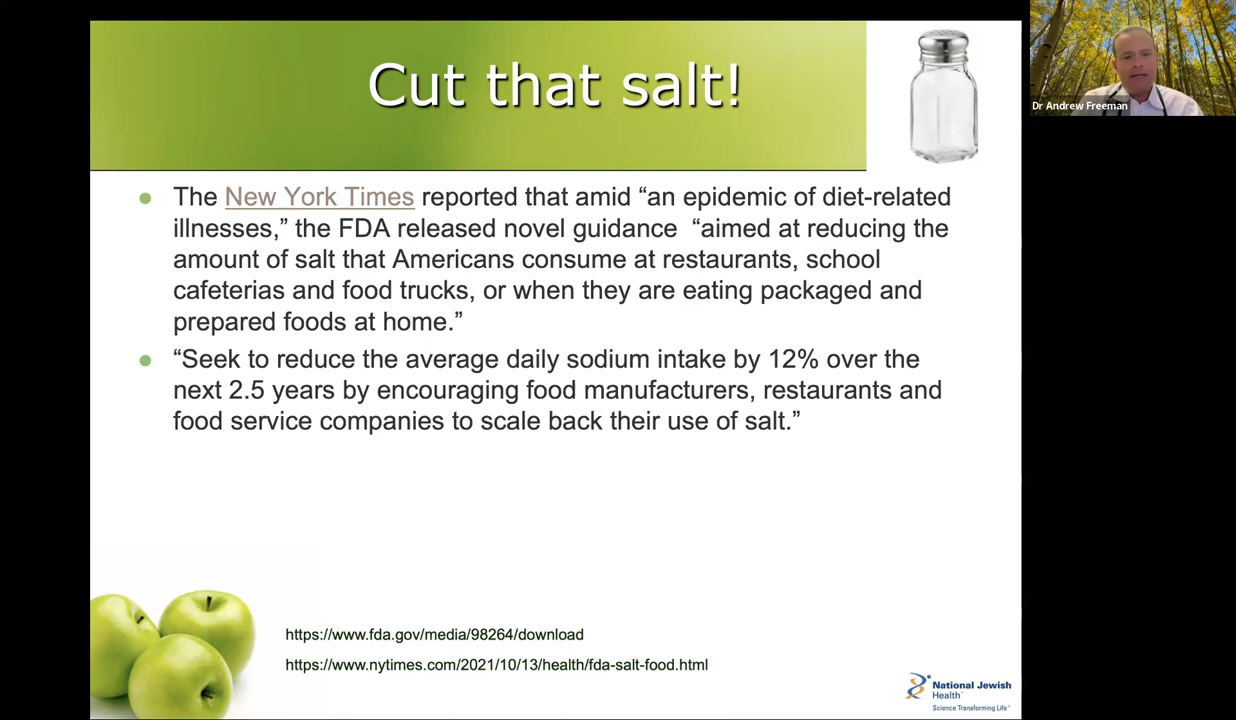 Cut that salt!
Dr Andrew Freeman
The New York Times reported that amid “an epidemic of diet-related
illnesses,” the FDA released novel guidance “aimed at reducing the
amount of salt that Americans consume at restaurants, school
cafeterias and food trucks, or when they are eating packaged and
prepared foods at home.”
“Seek to reduce the average daily sodium intake by 12% over the
next 2.5 years by encouraging food manufacturers, restaurants and
food service companies to scale back their use of salt.”
https://www.fda.gov/media/98264/download
https://www.nytimes.com/2021/10/13/health/fda-salt-food.html
National Jewish
Health™
Science Transforming Life®